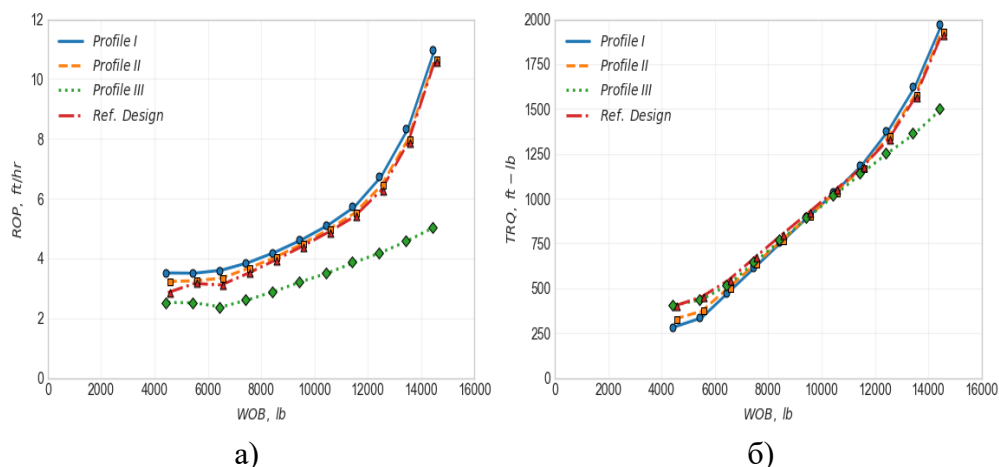 12
10
8
6
4
2
0
ROP, ft/hr
Profile I
Profile II
Profile III
Ref. Design
0 2000 4000 6000 8000 10000 12000 14000 16000
WOB, lb
а)
2000
1750
1500
1250
1000
750
500
250
0
TRQ, ft − lb
Profile I
Profile II
Profile III
Ref. Design
0 2000 4000 6000 8000 10000 12000 14000 16000
WOB, lb
б)